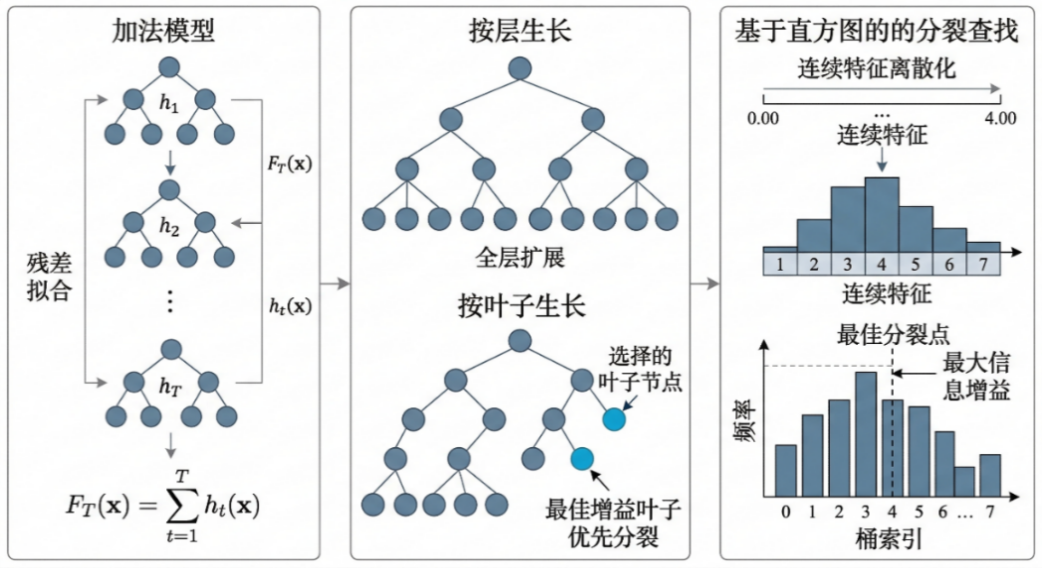 加法模型
h₁
F_T(x)
h₂
残差
拟合
⋮
h_t(x)
h_T
F_T(x) = ∑_{t=1}^{T} h_t(x)
按层生长
全层扩展
按叶子生长
选择的
叶子节点
最佳增益叶子
优先分裂
基于直方图的的分裂查找
连续特征离散化
0.00 ... 4.00
连续特征
1 2 3 4 5 6 7
连续特征
最佳分裂点
最大信
息增益
频率
0 1 2 3 4 5 6 ... 7
桶索引